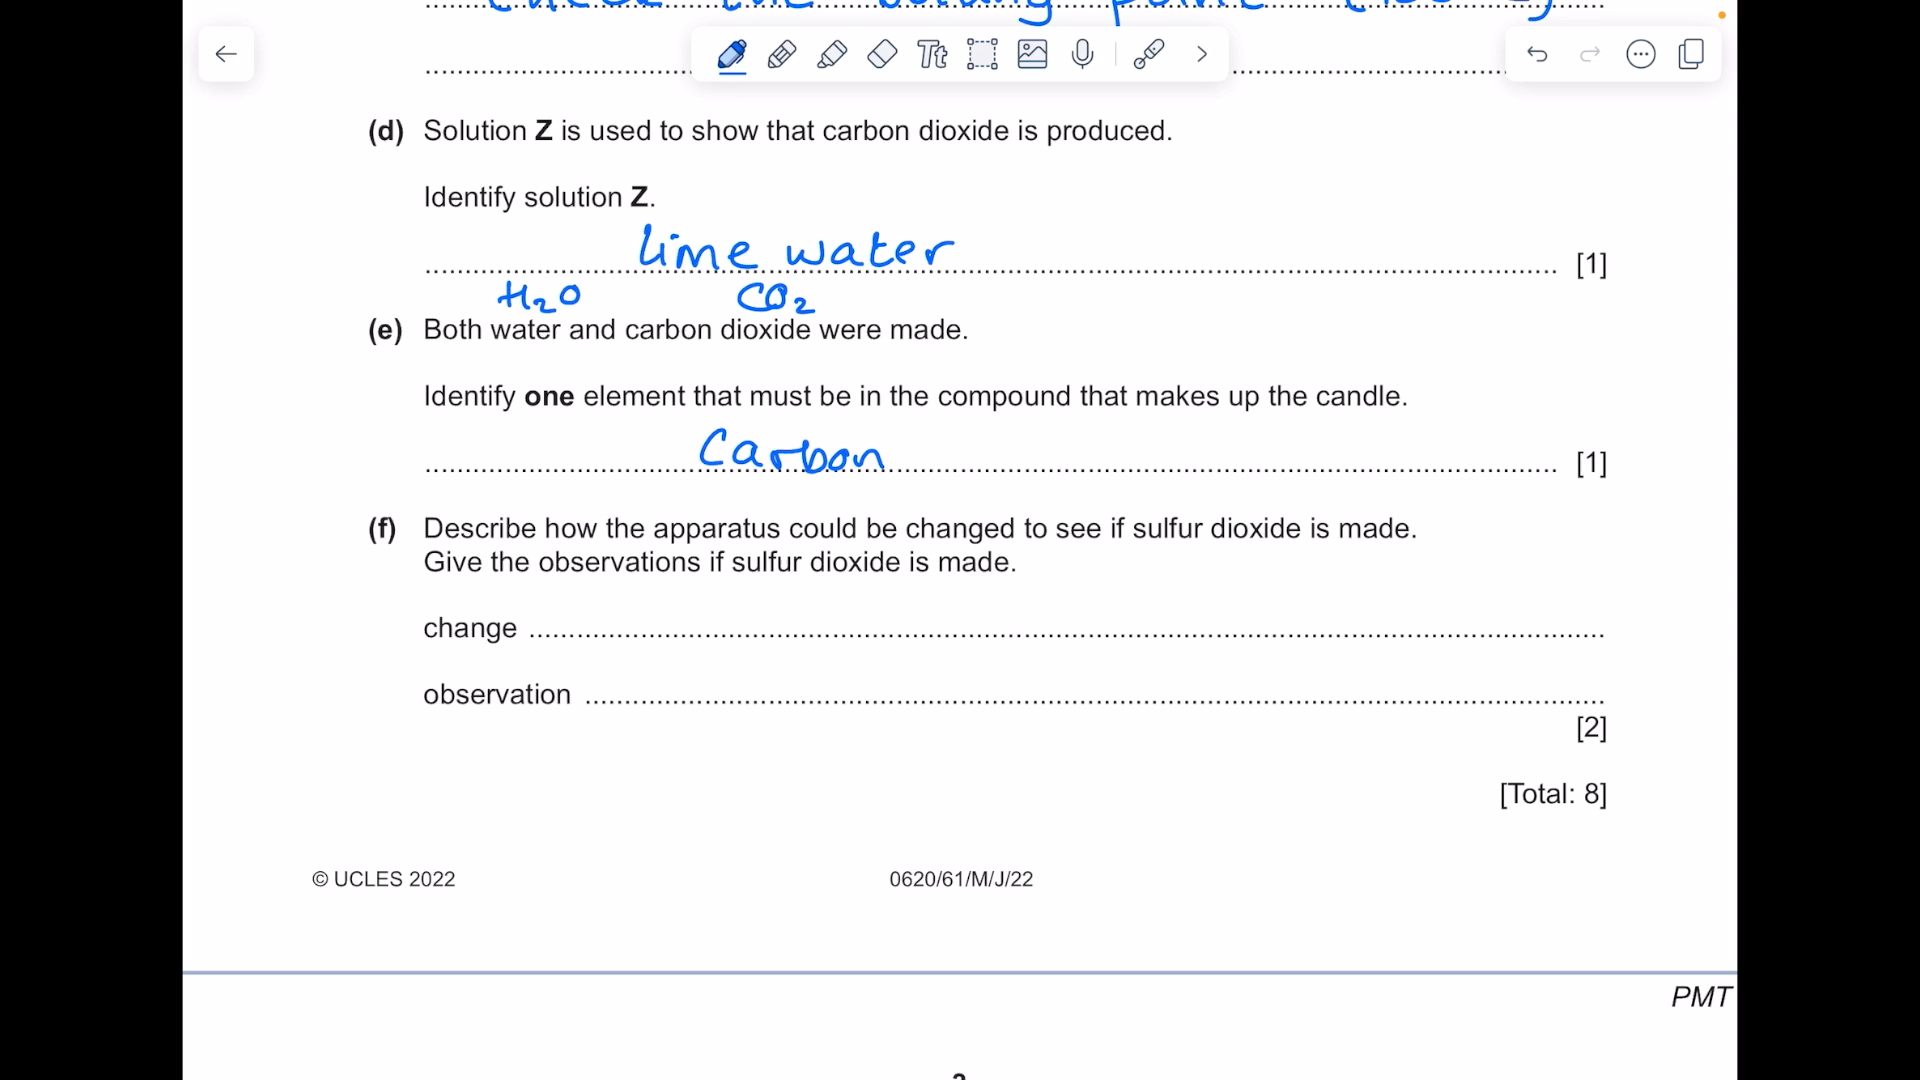 (d) Solution Z is used to show that carbon dioxide is produced.
Identify solution Z.
lime water
.......... [1]
H₂O CO₂
(e) Both water and carbon dioxide were made.
Identify one element that must be in the compound that makes up the candle.
Carbon
.......... [1]
(f) Describe how the apparatus could be changed to see if sulfur dioxide is made.
Give the observations if sulfur dioxide is made.
change ..........
observation ..........
[2]
[Total: 8]
© UCLES 2022 0620/61/M/J/22
PMT